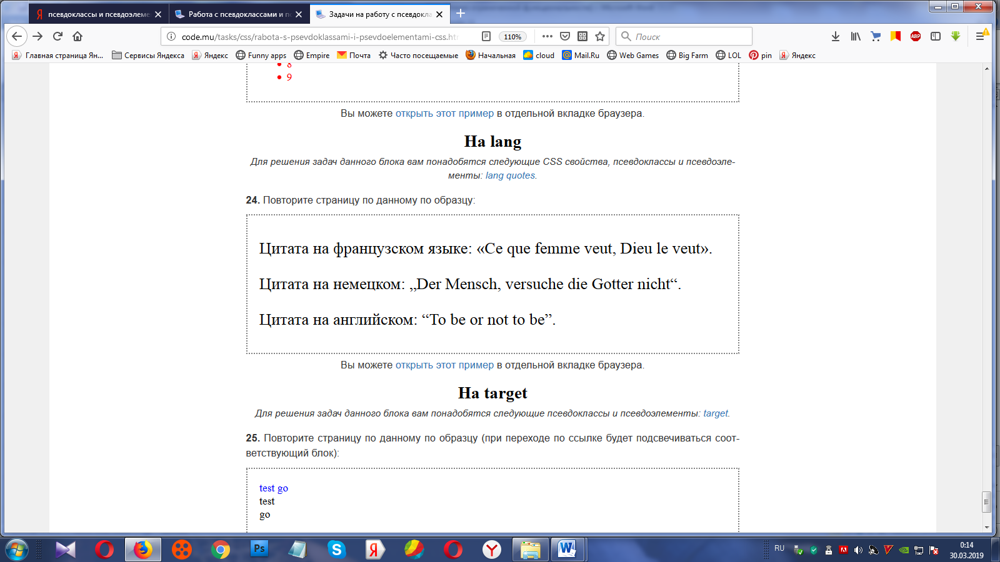 псевдоклассы и псевдоэлеме
Работа с псевдоклассами и п
Задачи на работу с псевдокла
code.mu/tasks/css/rabota-s-psevdoklassami-i-psevdoelementami-css.ht
110%
Поиск
ABP
Главная страница Ян...
Сервисы Яндекса
Яндекс
Funny apps
Empire
Почта
Часто посещаемые
Начальная
cloud
Mail.Ru
Web Games
Big Farm
LOL
pin
Яндекс
8
9
Вы можете открыть этот пример в отдельной вкладке браузера.
На lang
Для решения задач данного блока вам понадобятся следующие CSS свойства, псевдоклассы и псевдоэле-
менты: lang quotes.
24. Повторите страницу по данному по образцу:
Цитата на французском языке: «Ce que femme veut, Dieu le veut».
Цитата на немецком: „Der Mensch, versuche die Gotter nicht“.
Цитата на английском: “To be or not to be”.
Вы можете открыть этот пример в отдельной вкладке браузера.
На target
Для решения задач данного блока вам понадобятся следующие псевдоклассы и псевдоэлементы: target.
25. Повторите страницу по данному по образцу (при переходе по ссылке будет подсвечиваться соот-
ветствующий блок):
test go
test
go
Ps
RU
0:14
30.03.2019